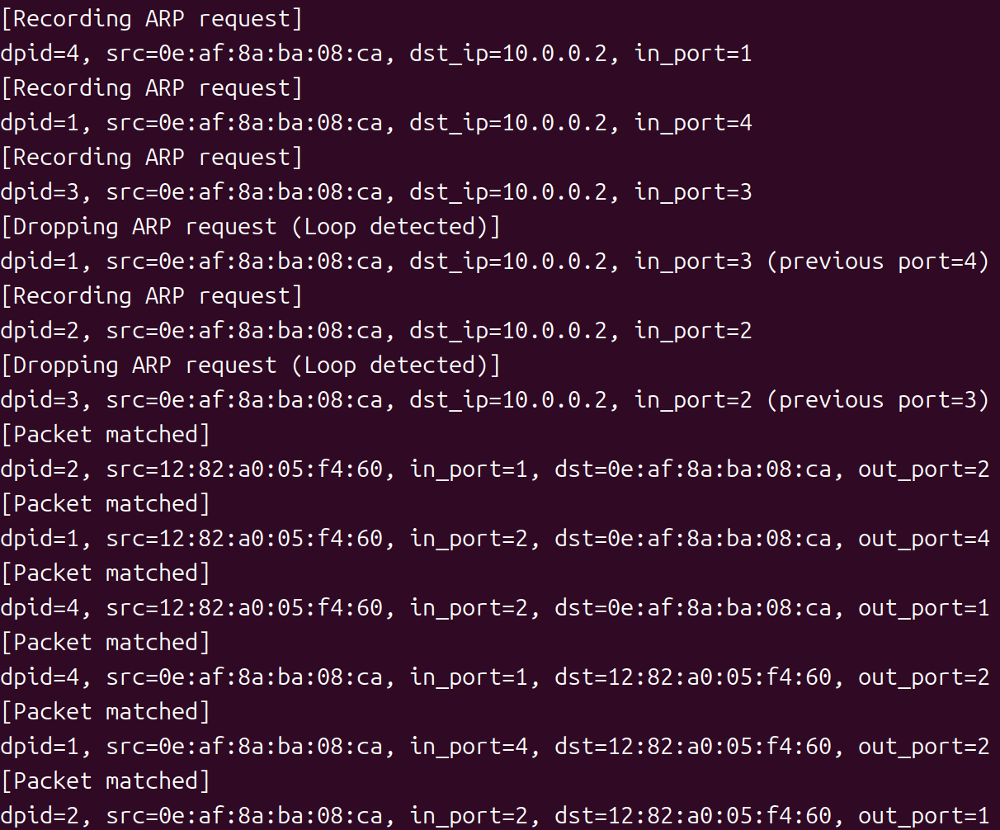 [Recording ARP request]
dpid=4, src=0e:af:8a:ba:08:ca, dst_ip=10.0.0.2, in_port=1
[Recording ARP request]
dpid=1, src=0e:af:8a:ba:08:ca, dst_ip=10.0.0.2, in_port=4
[Recording ARP request]
dpid=3, src=0e:af:8a:ba:08:ca, dst_ip=10.0.0.2, in_port=3
[Dropping ARP request (Loop detected)]
dpid=1, src=0e:af:8a:ba:08:ca, dst_ip=10.0.0.2, in_port=3 (previous port=4)
[Recording ARP request]
dpid=2, src=0e:af:8a:ba:08:ca, dst_ip=10.0.0.2, in_port=2
[Dropping ARP request (Loop detected)]
dpid=3, src=0e:af:8a:ba:08:ca, dst_ip=10.0.0.2, in_port=2 (previous port=3)
[Packet matched]
dpid=2, src=12:82:a0:05:f4:60, in_port=1, dst=0e:af:8a:ba:08:ca, out_port=2
[Packet matched]
dpid=1, src=12:82:a0:05:f4:60, in_port=2, dst=0e:af:8a:ba:08:ca, out_port=4
[Packet matched]
dpid=4, src=12:82:a0:05:f4:60, in_port=2, dst=0e:af:8a:ba:08:ca, out_port=1
[Packet matched]
dpid=4, src=0e:af:8a:ba:08:ca, in_port=1, dst=12:82:a0:05:f4:60, out_port=2
[Packet matched]
dpid=1, src=0e:af:8a:ba:08:ca, in_port=4, dst=12:82:a0:05:f4:60, out_port=2
[Packet matched]
dpid=2, src=0e:af:8a:ba:08:ca, in_port=2, dst=12:82:a0:05:f4:60, out_port=1